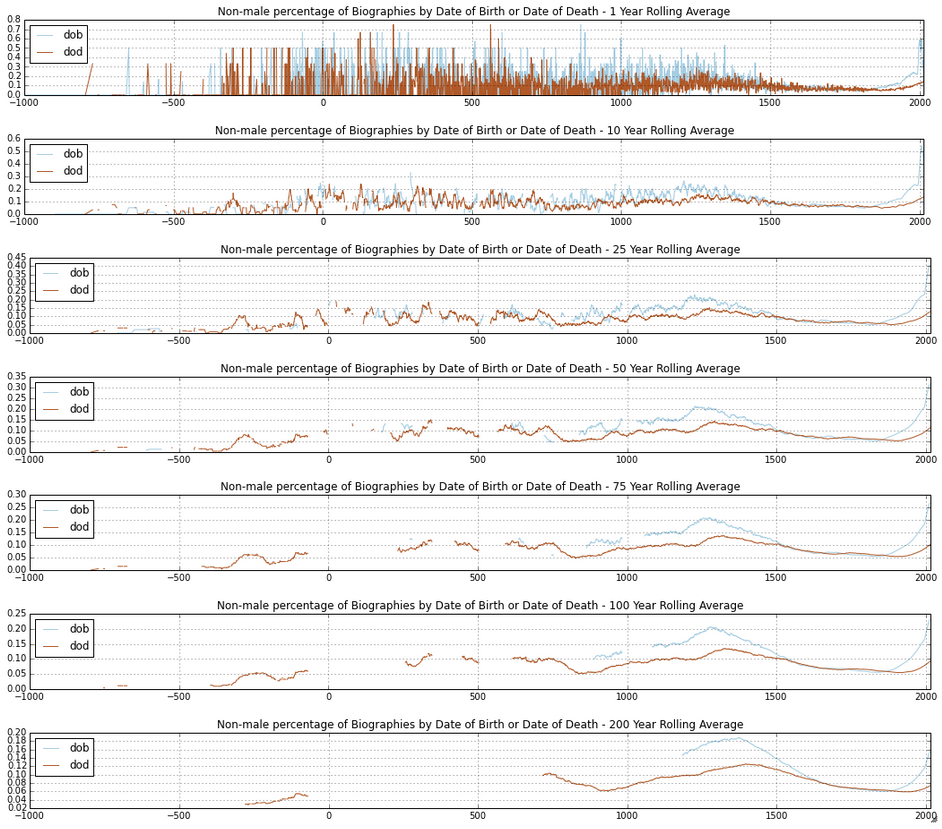 Non-male percentage of Biographies by Date of Birth or Date of Death - 1 Year Rolling Average
0.8
0.7
0.6
0.5
0.4
0.3
0.2
0.1
0.0
dob
dod
−1000 −500 0 500 1000 1500 2000
Non-male percentage of Biographies by Date of Birth or Date of Death - 10 Year Rolling Average
0.6
0.5
0.4
0.3
0.2
0.1
0.0
dob
dod
−1000 −500 0 500 1000 1500 2000
Non-male percentage of Biographies by Date of Birth or Date of Death - 25 Year Rolling Average
0.45
0.40
0.35
0.30
0.25
0.20
0.15
0.10
0.05
0.00
dob
dod
−1000 −500 0 500 1000 1500 2000
Non-male percentage of Biographies by Date of Birth or Date of Death - 50 Year Rolling Average
0.35
0.30
0.25
0.20
0.15
0.10
0.05
0.00
dob
dod
−1000 −500 0 500 1000 1500 2000
Non-male percentage of Biographies by Date of Birth or Date of Death - 75 Year Rolling Average
0.30
0.25
0.20
0.15
0.10
0.05
0.00
dob
dod
−1000 −500 0 500 1000 1500 2000
Non-male percentage of Biographies by Date of Birth or Date of Death - 100 Year Rolling Average
0.25
0.20
0.15
0.10
0.05
0.00
dob
dod
−1000 −500 0 500 1000 1500 2000
Non-male percentage of Biographies by Date of Birth or Date of Death - 200 Year Rolling Average
0.20
0.18
0.16
0.14
0.12
0.10
0.08
0.06
0.04
0.02
dob
dod
−1000 −500 0 500 1000 1500 2000